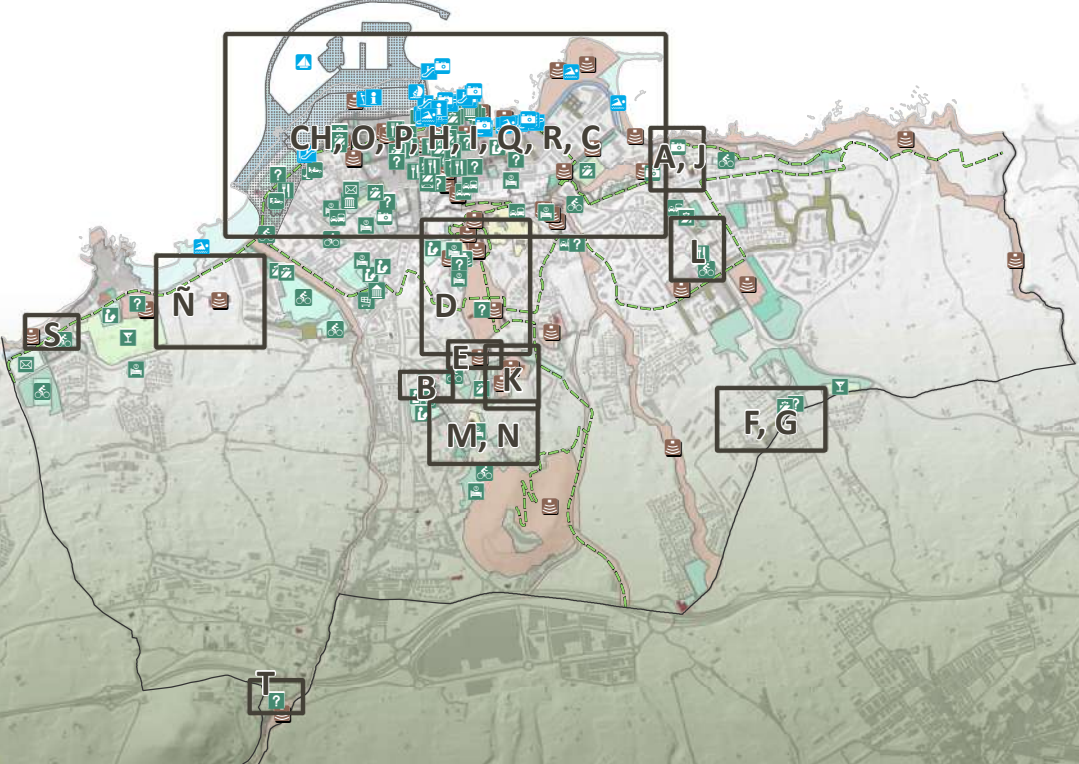 CH, O, P, H, I, Q, R, C
A, J
L
Ñ
D
S
E
K
B
F, G
M, N
T